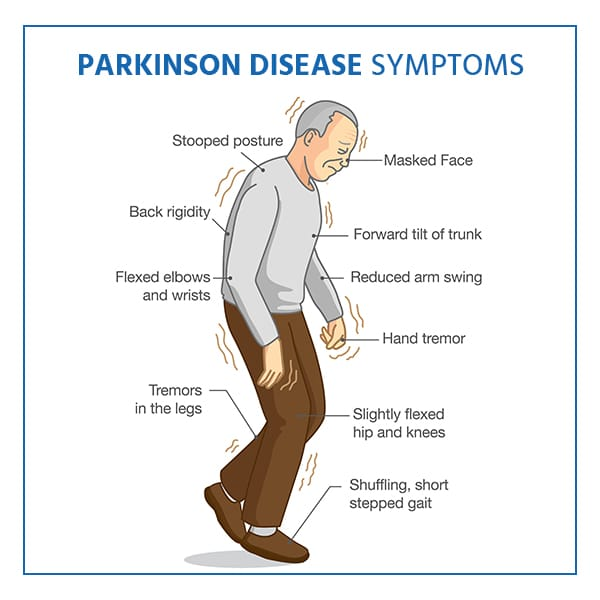 PARKINSON DISEASE SYMPTOMS
Stooped posture
Masked Face
Back rigidity
Forward tilt of trunk
Flexed elbows
and wrists
Reduced arm swing
Hand tremor
Tremors
in the legs
Slightly flexed
hip and knees
Shuffling, short
stepped gait